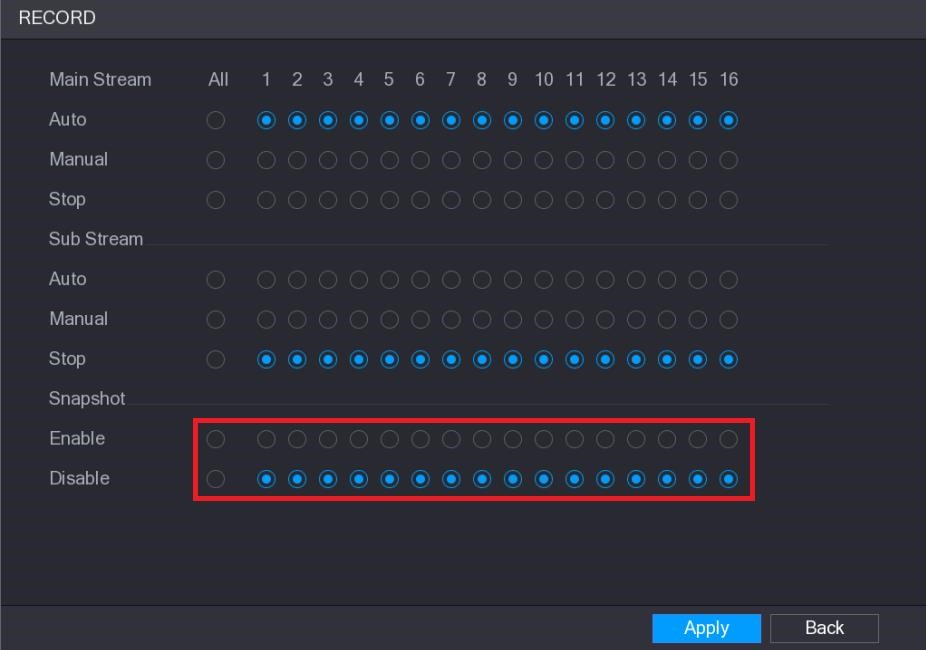 RECORD
Main Stream All 1 2 3 4 5 6 7 8 9 10 11 12 13 14 15 16
Auto
Manual
Stop
Sub Stream
Auto
Manual
Stop
Snapshot
Enable
Disable
Apply Back